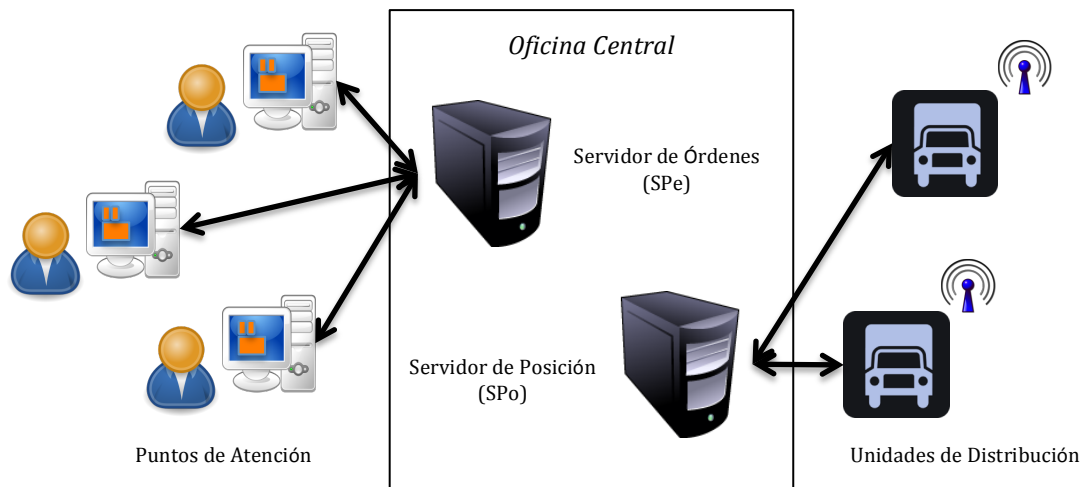 Oficina Central
Servidor de Órdenes
(SPe)
Servidor de Posición
(SPo)
Puntos de Atención
Unidades de Distribución